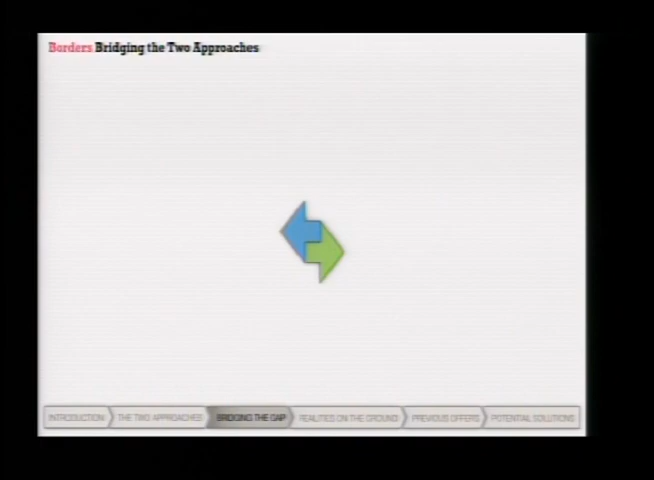 Borders Bridging the Two Approaches
INTRODUCTION
THE TWO APPROACHES
BRIDGING THE GAP
REALITIES ON THE GROUND
PREVIOUS OFFERS
POTENTIAL SOLUTIONS